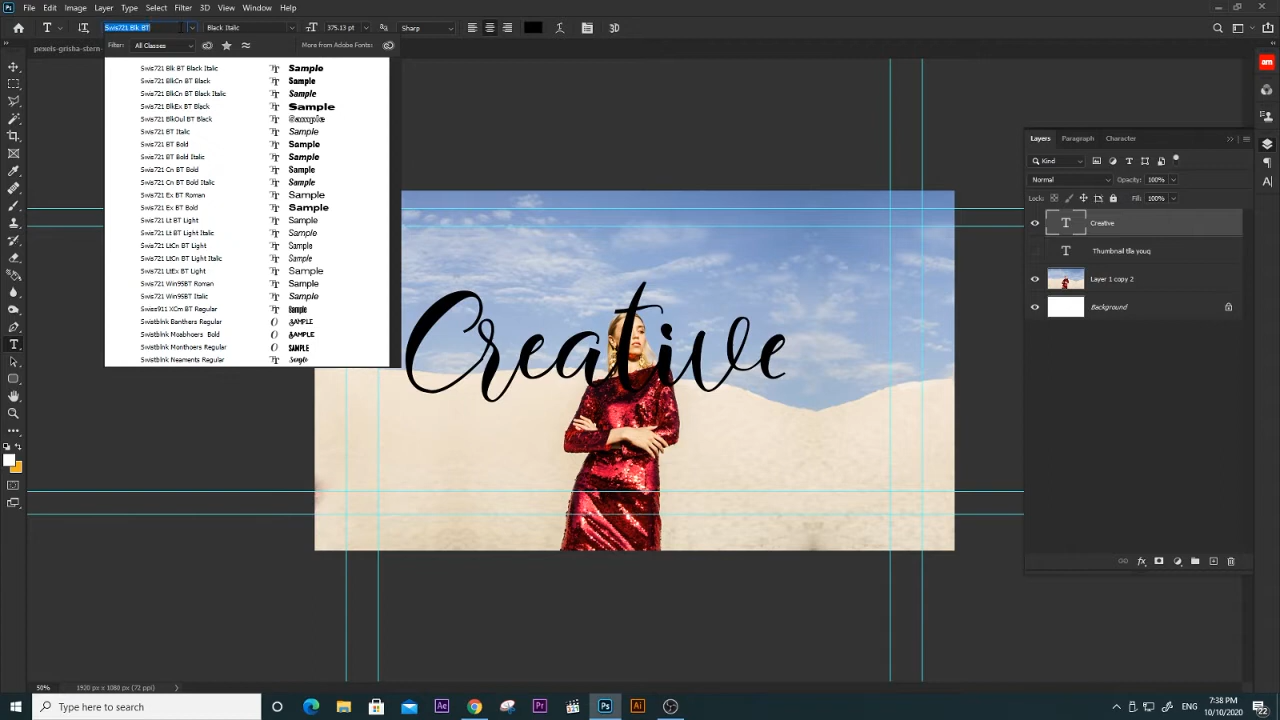 File Edit Image Layer Type Select Filter 3D View Window Help
Swis721 Blk BT Black Italic 375.13 pt Sharp 3D
Filter: All Classes More from Adobe Fonts:
pexels-grisha-stern
Swis721 Blk BT Black Italic Sample
Swis721 BlkCn BT Black Sample
Swis721 BlkCn BT Black Italic Sample
Swis721 BlkEx BT Black Sample
Swis721 BlkOul BT Black Sample
Swis721 BT Italic Sample
Swis721 BT Bold Sample
Swis721 BT Bold Italic Sample
Swis721 Cn BT Bold Sample
Swis721 Cn BT Bold Italic Sample
Swis721 Ex BT Roman Sample
Swis721 Ex BT Bold Sample
Swis721 Lt BT Light Sample
Swis721 Lt BT Light Italic Sample
Swis721 LtCn BT Light Sample
Swis721 LtCn BT Light Italic Sample
Swis721 LtEx BT Light Sample
Swis721 Win95BT Roman Sample
Swis721 Win95BT Italic Sample
Swiss911 XCm BT Regular Sample
Swistblnk Banthers Regular SAMPLE
Swistblnk Moabhoers Bold SAMPLE
Swistblnk Monthoers Regular SAMPLE
Swistblnk Neaments Regular Sample
Creative
Layers Paragraph Character
Kind
Normal Opacity: 100%
Lock: Fill: 100%
Creative
Thumbnail tila youq
Layer 1 copy 2
Background
50% 1920 px x 1080 px (72 ppi)
Type here to search
7:38 PM
10/10/2020
22